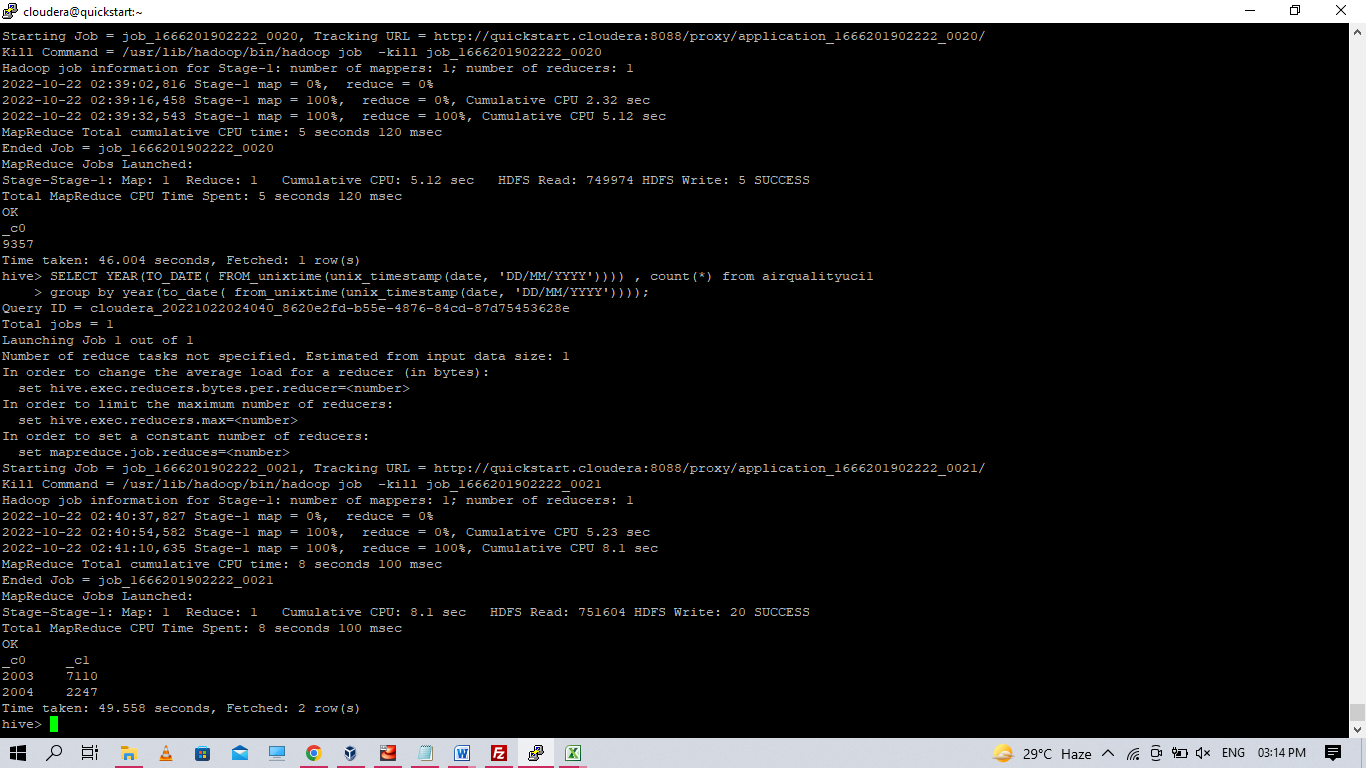 cloudera@quickstart:~
Starting Job = job_1666201902222_0020, Tracking URL = http://quickstart.cloudera:8088/proxy/application_1666201902222_0020/
Kill Command = /usr/lib/hadoop/bin/hadoop job  -kill job_1666201902222_0020
Hadoop job information for Stage-1: number of mappers: 1; number of reducers: 1
2022-10-22 02:39:02,816 Stage-1 map = 0%,  reduce = 0%
2022-10-22 02:39:16,458 Stage-1 map = 100%,  reduce = 0%, Cumulative CPU 2.32 sec
2022-10-22 02:39:32,543 Stage-1 map = 100%,  reduce = 100%, Cumulative CPU 5.12 sec
MapReduce Total cumulative CPU time: 5 seconds 120 msec
Ended Job = job_1666201902222_0020
MapReduce Jobs Launched:
Stage-Stage-1: Map: 1  Reduce: 1   Cumulative CPU: 5.12 sec   HDFS Read: 749974 HDFS Write: 5 SUCCESS
Total MapReduce CPU Time Spent: 5 seconds 120 msec
OK
_c0
9357
Time taken: 46.004 seconds, Fetched: 1 row(s)
hive> SELECT YEAR(TO_DATE( FROM_unixtime(unix_timestamp(date, 'DD/MM/YYYY')))) , count(*) from airqualityuci1
    > group by year(to_date( from_unixtime(unix_timestamp(date, 'DD/MM/YYYY'))));
Query ID = cloudera_20221022024040_8620e2fd-b55e-4876-84cd-87d75453628e
Total jobs = 1
Launching Job 1 out of 1
Number of reduce tasks not specified. Estimated from input data size: 1
In order to change the average load for a reducer (in bytes):
  set hive.exec.reducers.bytes.per.reducer=<number>
In order to limit the maximum number of reducers:
  set hive.exec.reducers.max=<number>
In order to set a constant number of reducers:
  set mapreduce.job.reduces=<number>
Starting Job = job_1666201902222_0021, Tracking URL = http://quickstart.cloudera:8088/proxy/application_1666201902222_0021/
Kill Command = /usr/lib/hadoop/bin/hadoop job  -kill job_1666201902222_0021
Hadoop job information for Stage-1: number of mappers: 1; number of reducers: 1
2022-10-22 02:40:37,827 Stage-1 map = 0%,  reduce = 0%
2022-10-22 02:40:54,582 Stage-1 map = 100%,  reduce = 0%, Cumulative CPU 5.23 sec
2022-10-22 02:41:10,635 Stage-1 map = 100%,  reduce = 100%, Cumulative CPU 8.1 sec
MapReduce Total cumulative CPU time: 8 seconds 100 msec
Ended Job = job_1666201902222_0021
MapReduce Jobs Launched:
Stage-Stage-1: Map: 1  Reduce: 1   Cumulative CPU: 8.1 sec   HDFS Read: 751604 HDFS Write: 20 SUCCESS
Total MapReduce CPU Time Spent: 8 seconds 100 msec
OK
_c0     _c1
2003    7110
2004    2247
Time taken: 49.558 seconds, Fetched: 2 row(s)
hive>
29°C Haze ENG 03:14 PM